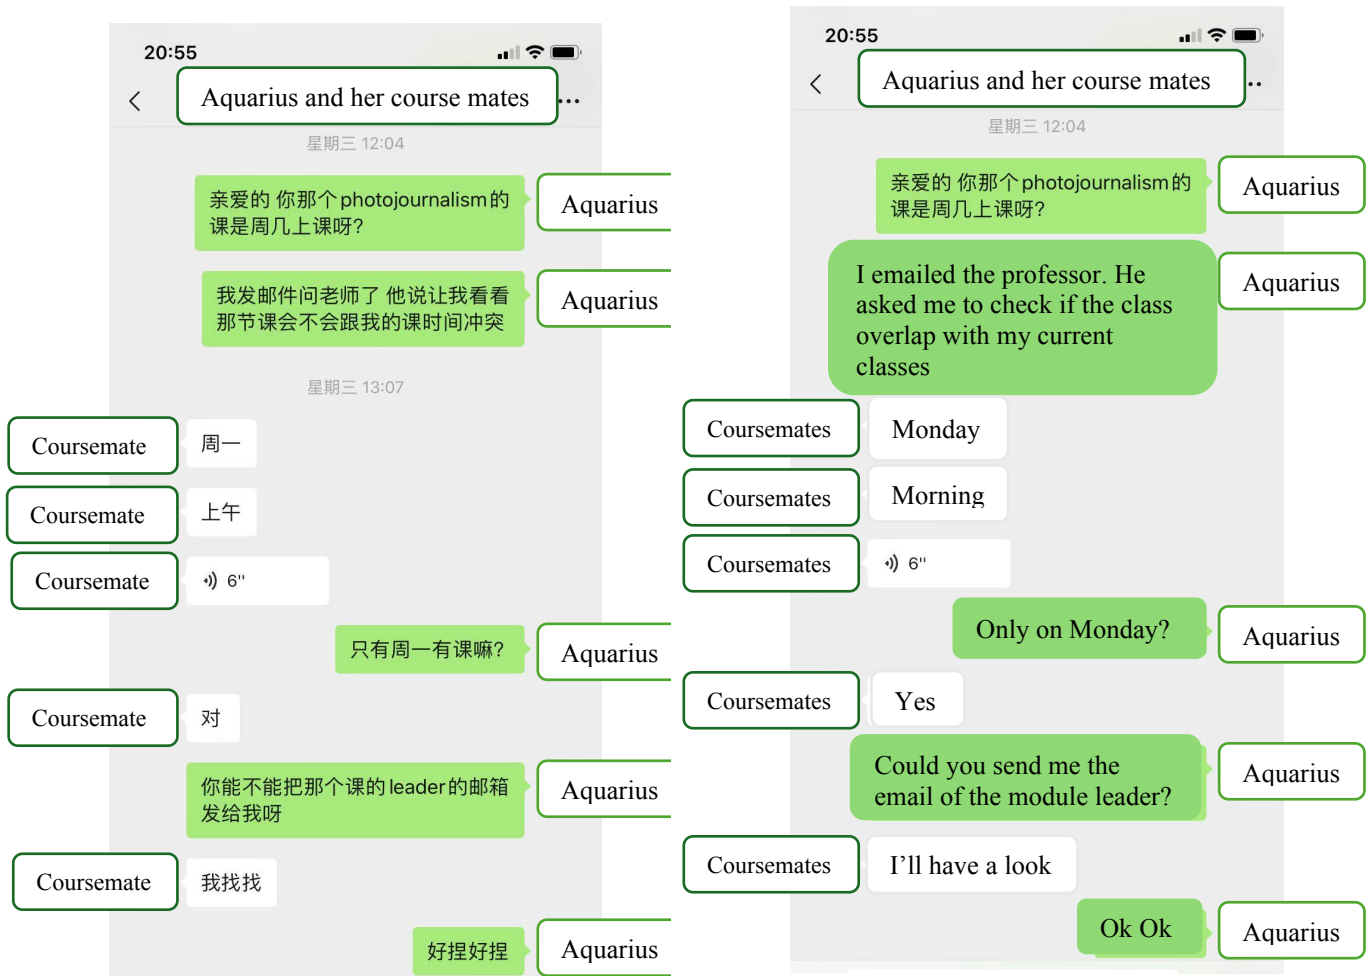 20:55
Aquarius and her course mates
星期三 12:04
亲爱的 你那个photojournalism的
课是周几上课呀?
Aquarius
我发邮件问老师了 他说让我看看
那节课会不会跟我的课时间冲突
Aquarius
星期三 13:07
Coursemate
周一
Coursemate
上午
Coursemate
6"
只有周一有课嘛?
Aquarius
Coursemate
对
你能不能把那个课的leader的邮箱
发给我呀
Aquarius
Coursemate
我找找
好捏好捏
Aquarius
20:55
Aquarius and her course mates
星期三 12:04
亲爱的 你那个photojournalism的
课是周几上课呀?
Aquarius
I emailed the professor. He
asked me to check if the class
overlap with my current
classes
Aquarius
Coursemates
Monday
Coursemates
Morning
Coursemates
6"
Only on Monday?
Aquarius
Coursemates
Yes
Could you send me the
email of the module leader?
Aquarius
Coursemates
I'll have a look
Ok Ok
Aquarius